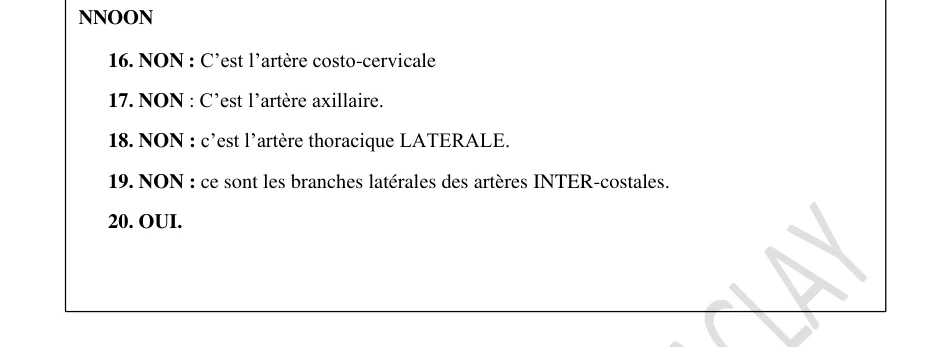 NNOON
16. NON : C’est l’artère costo-cervicale
17. NON : C’est l’artère axillaire.
18. NON : c’est l’artère thoracique LATERALE.
19. NON : ce sont les branches latérales des artères INTER-costales.
20. OUI.
CLAY